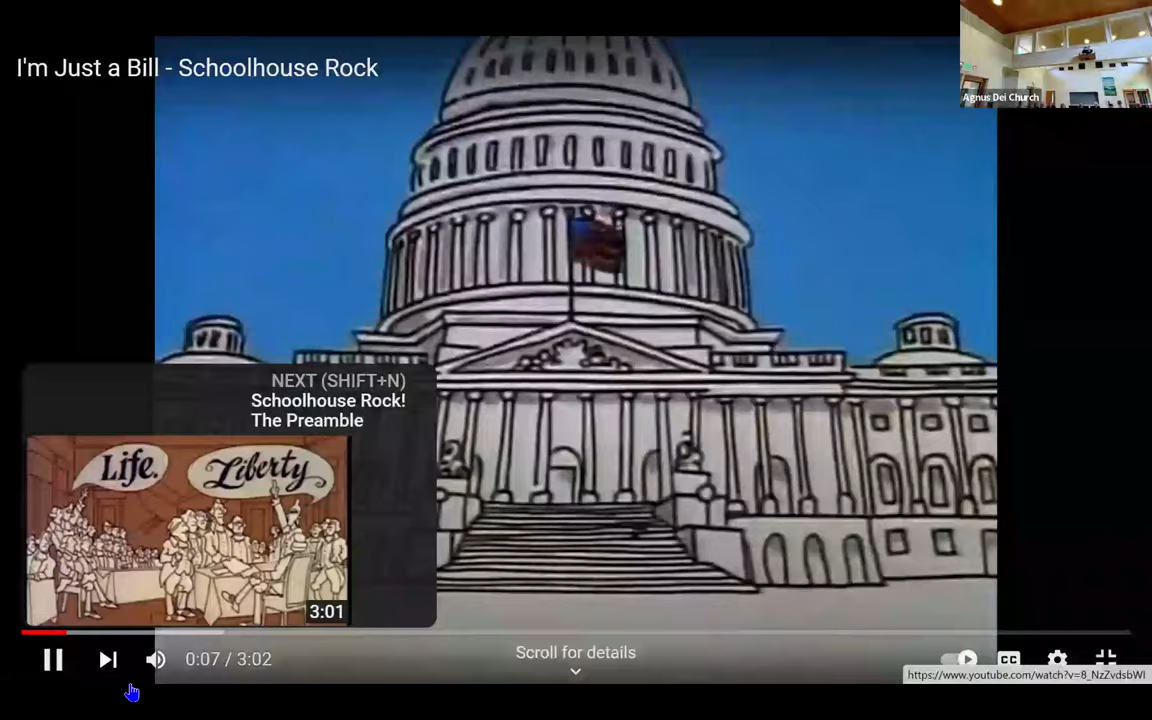 I'm Just a Bill - Schoolhouse Rock
Agnus Dei Church
NEXT (SHIFT+N)
Schoolhouse Rock!
The Preamble
Life.
Liberty
3:01
0:07 / 3:02
Scroll for details
CC
https://www.youtube.com/watch?v=8_NzZvdsbWI